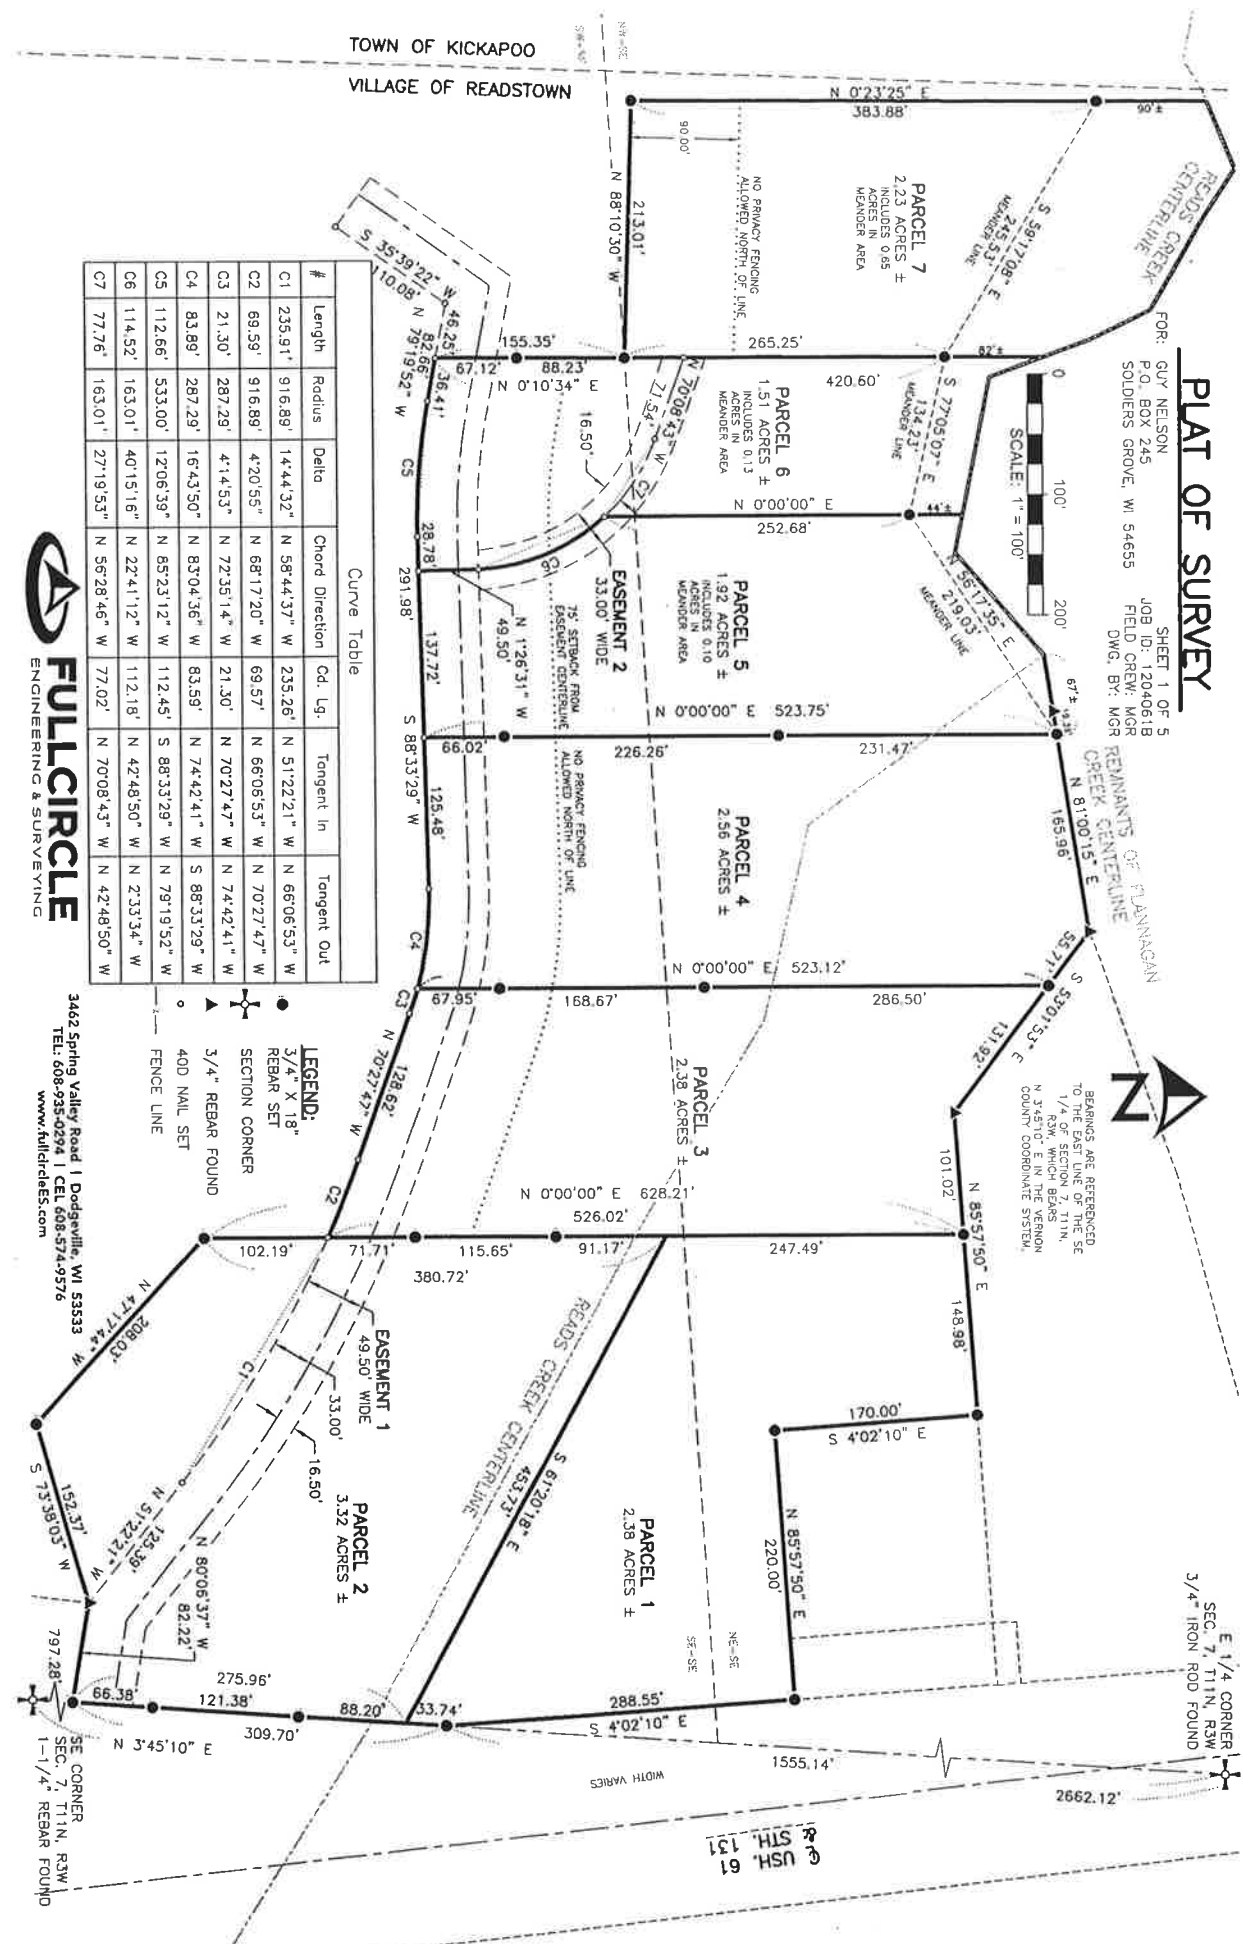 PLAT OF SURVEY
FOR: GUY NELSON
P.O. BOX 245
SOLDIERS GROVE, WI 54655
SHEET 1 OF 5
JOB ID: 1204061B
FIELD CREW: MGR
DWG. BY: MGR
0 100' 200'
SCALE: 1" = 100'
TOWN OF KICKAPOO
VILLAGE OF READSTOWN
NW-SE
READS CREEK
CENTERLINE
REMNANTS OF FLANNAGAN
CREEK CENTERLINE
N
BEARINGS ARE REFERENCED
TO THE EAST LINE OF THE SE
1/4 OF SECTION 7, T11N,
R3W, WHICH BEARS
N 3°45'10" E IN THE VERNON
COUNTY COORDINATE SYSTEM.
E 1/4 CORNER
SEC. 7, T11N, R3W
3/4" IRON ROD FOUND
N 0°23'25" E
383.88'
90'±
S 59°17'08" E
245.53'
MEANDER LINE
PARCEL 7
2.23 ACRES ±
INCLUDES 0.65
ACRES IN
MEANDER AREA
NO PRIVACY FENCING
ALLOWED NORTH OF LINE
90.00'
213.01'
N 88°10'30" W
82'±
265.25'
420.60'
S 77°05'07" E
134.23'
MEANDER LINE
PARCEL 6
1.51 ACRES ±
INCLUDES 0.13
ACRES IN
MEANDER AREA
N 70°08'43" W
71.54'
16.50'
C7
155.35'
67.12'
88.23'
N 0°10'34" E
44'±
N 0°00'00" E
252.68'
N 56°17'35" E
219.03'
MEANDER LINE
67'±
PARCEL 5
1.92 ACRES ±
INCLUDES 0.10
ACRES IN
MEANDER AREA
EASEMENT 2
33.00' WIDE
C6
75' SETBACK FROM
EASEMENT CENTERLINE
NO PRIVACY FENCING
ALLOWED NORTH OF LINE
N 1°26'31" W
49.50'
S 35°39'22" W
110.08'
46.25'
36.41'
82.66'
N 79°19'52" W
C5
28.78'
291.98'
137.72'
S 88°33'29" W
125.48'
N 0°00'00" E 523.75'
66.02'
226.26'
231.47'
N 81°00'15" E
165.96'
PARCEL 4
2.56 ACRES ±
C4
N 0°00'00" E 523.12'
67.95'
168.67'
286.50'
55.71'
S 53°01'53" E
131.92'
C3
N 70°27'47" W
128.62'
PARCEL 3
2.38 ACRES ±
101.02'
N 85°57'50" E
148.98'
C2
N 0°00'00" E 628.21'
526.02'
102.19'
71.71'
115.65'
91.17'
247.49'
380.72'
170.00'
S 4°02'10" E
N 85°57'50" E
220.00'
READS CREEK CENTERLINE
S 61°20'18" E
453.73'
EASEMENT 1
49.50' WIDE
33.00'
16.50'
C1
N 47°17'44" W
208.03'
PARCEL 2
3.32 ACRES ±
PARCEL 1
2.38 ACRES ±
NE-SE
SE-SE
N 51°22'21" W
125.39'
152.37'
S 73°38'03" W
N 80°06'37" W
82.22'
797.28'
275.96'
66.38'
121.38'
88.20'
33.74'
309.70'
N 3°45'10" E
288.55'
S 4°02'10" E
1555.14'
2662.12'
WIDTH VARIES
USH. 61
& STH. 131
SE CORNER
SEC. 7, T11N, R3W
1-1/4" REBAR FOUND
Curve Table
# Length Radius Delta Chord Direction Cd. Lg. Tangent In Tangent Out
C1 235.91' 916.89' 14°44'32" N 58°44'37" W 235.26' N 51°22'21" W N 66°06'53" W
C2 69.59' 916.89' 4°20'55" N 68°17'20" W 69.57' N 66°06'53" W N 70°27'47" W
C3 21.30' 287.29' 4°14'53" N 72°35'14" W 21.30' N 70°27'47" W N 74°42'41" W
C4 83.89' 287.29' 16°43'50" N 83°04'36" W 83.59' N 74°42'41" W S 88°33'29" W
C5 112.66' 533.00' 12°06'39" N 85°23'12" W 112.45' S 88°33'29" W N 79°19'52" W
C6 114.52' 163.01' 40°15'16" N 22°41'12" W 112.18' N 42°48'50" W N 2°33'34" W
C7 77.76' 163.01' 27°19'53" N 56°28'46" W 77.02' N 70°08'43" W N 42°48'50" W
LEGEND:
3/4" X 18"
REBAR SET
SECTION CORNER
3/4" REBAR FOUND
40D NAIL SET
FENCE LINE
FULLCIRCLE
ENGINEERING & SURVEYING
3462 Spring Valley Road | Dodgeville, WI 53533
TEL: 608-935-0294 | CEL 608-574-9576
www.fullcircleES.com